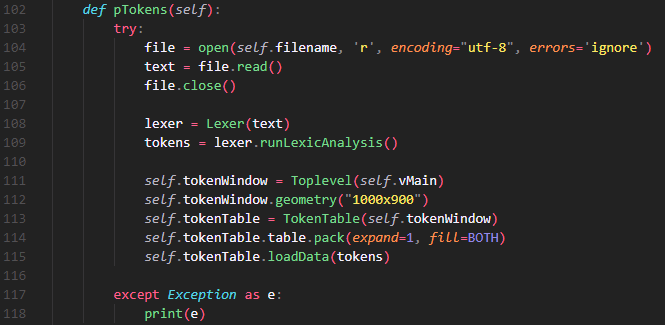 102 def pTokens(self):
103 try:
104 file = open(self.filename, 'r', encoding="utf-8", errors='ignore')
105 text = file.read()
106 file.close()
107
108 lexer = Lexer(text)
109 tokens = lexer.runLexicAnalysis()
110
111 self.tokenWindow = Toplevel(self.vMain)
112 self.tokenWindow.geometry("1000x900")
113 self.tokenTable = TokenTable(self.tokenWindow)
114 self.tokenTable.table.pack(expand=1, fill=BOTH)
115 self.tokenTable.loadData(tokens)
116
117 except Exception as e:
118 print(e)